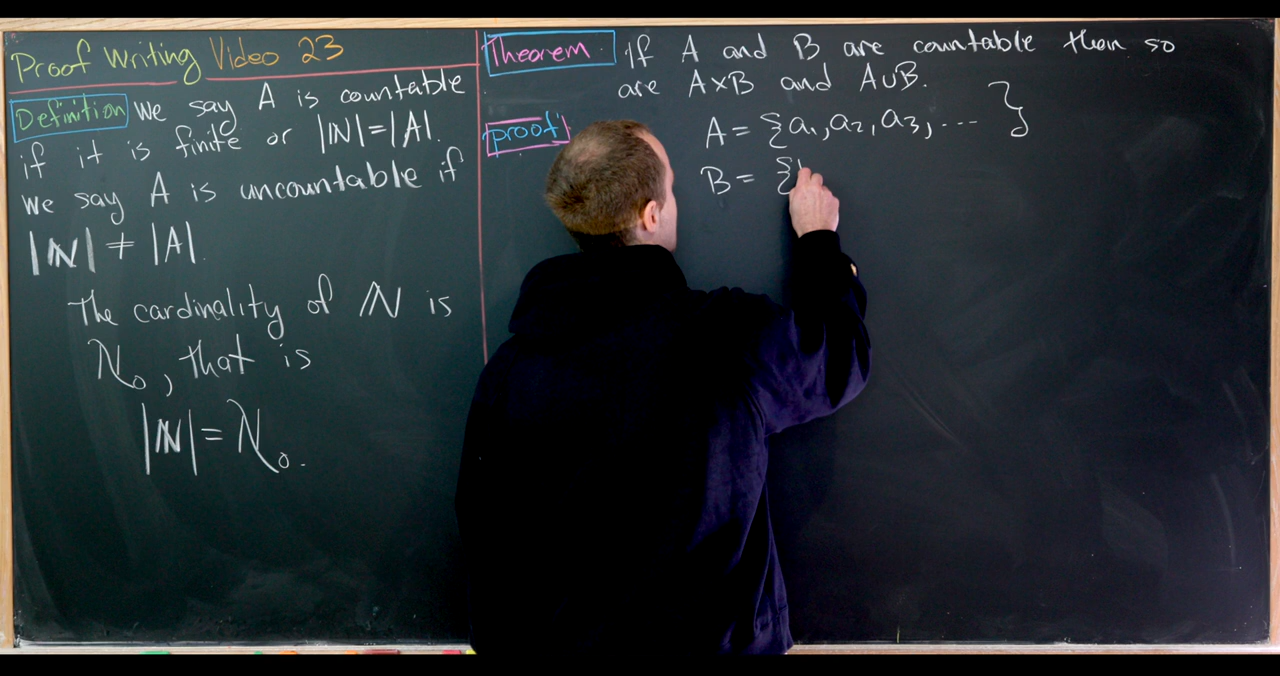 Proof Writing Video 23
Definition We say A is countable
if it is finite or |ℕ|=|A|.
We say A is uncountable if
|ℕ| ≠ |A|.
The cardinality of ℕ is
ℵ₀, that is
|ℕ| = ℵ₀.
Theorem If A and B are countable then so
are A×B and A∪B.
proof A = {a₁, a₂, a₃, ... }
B = {